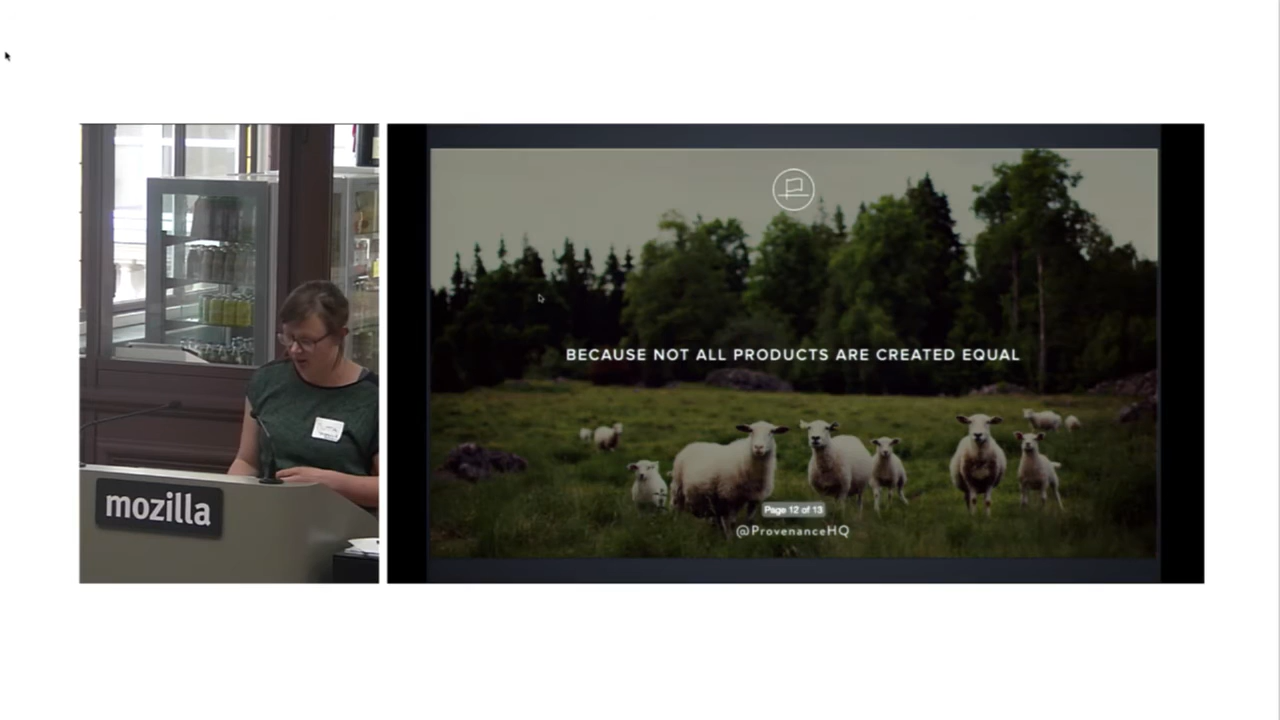 mozilla
BECAUSE NOT ALL PRODUCTS ARE CREATED EQUAL
Page 12 of 13
@ProvenanceHQ